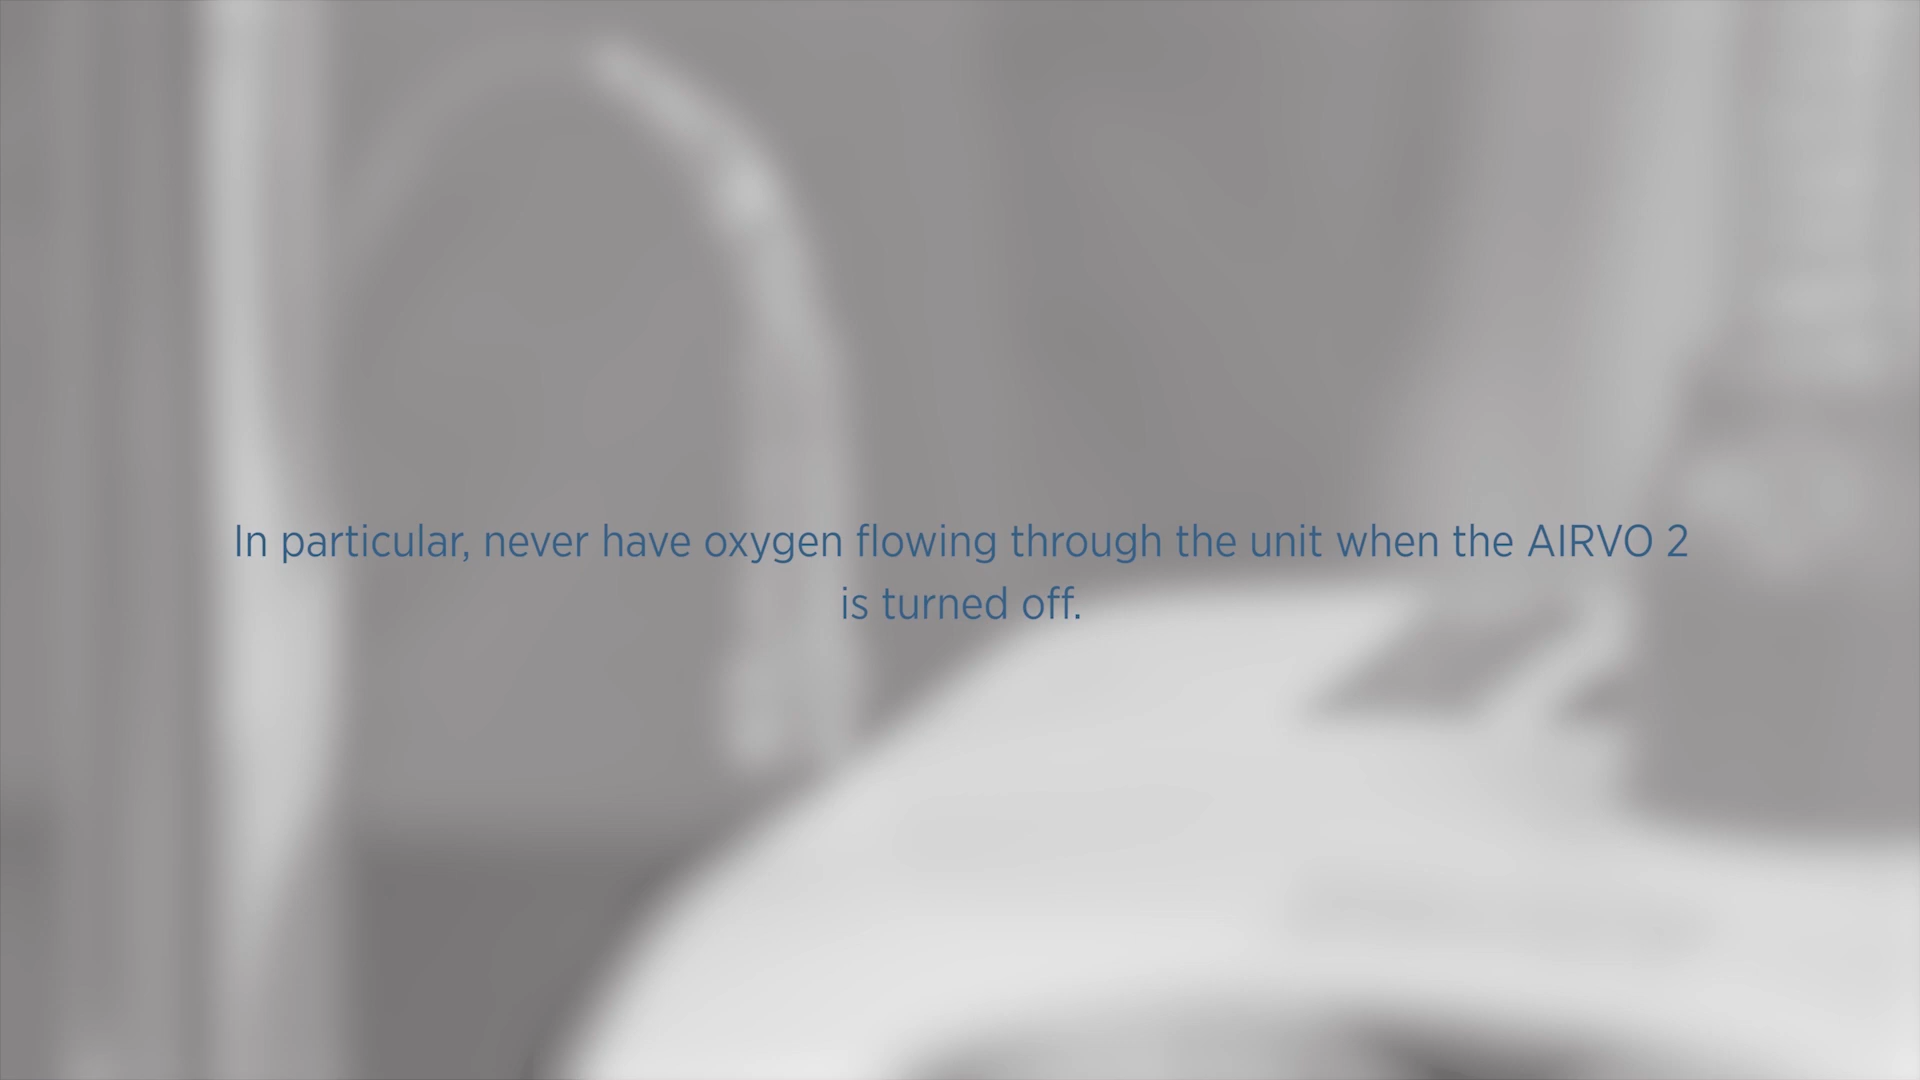 In particular, never have oxygen flowing through the unit when the AIRVO 2
is turned off.